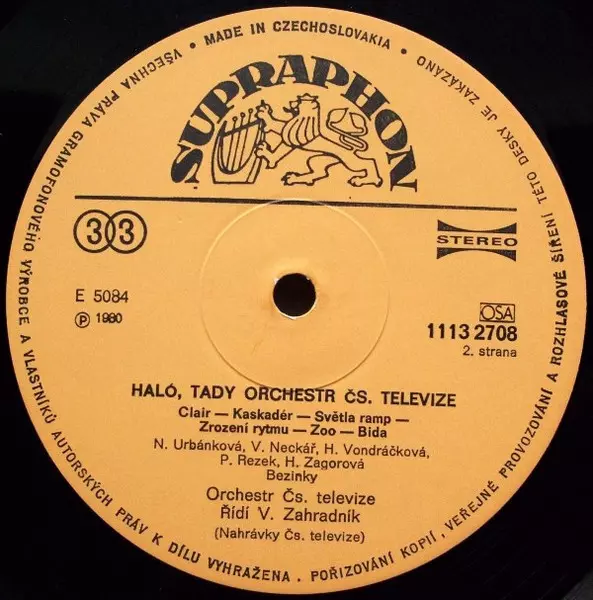 VŠECHNA PRÁVA GRAMOFONOVÉHO VÝROBCE A VLASTNÍKŮ AUTORSKÝCH PRÁV K DÍLU VYHRAŽENA. POŘIZOVÁNÍ KOPIÍ, VEŘEJNÉ PROVOZOVÁNÍ A ROZHLASOVÉ ŠÍŘENÍ TÉTO DESKY JE ZAKÁZÁNO
• MADE IN CZECHOSLOVAKIA •
SUPRAPHON
33
STEREO
E 5084
℗ 1980
OSA
1113 2708
2. strana
HALÓ, TADY ORCHESTR ČS. TELEVIZE
Clair — Kaskadér — Světla ramp —
Zrození rytmu — Zoo — Bida
N. Urbánková, V. Neckář, H. Vondráčková,
P. Rezek, H. Zagorová
Bezinky
Orchestr Čs. televize
Řídí V. Zahradník
(Nahrávky Čs. televize)